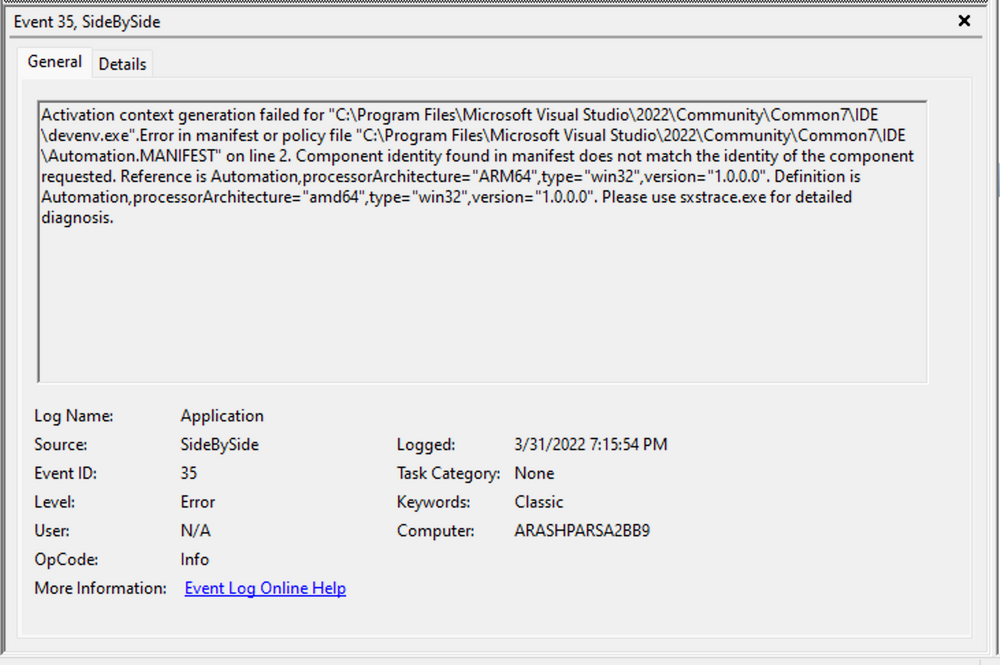 Event 35, SideBySide
General Details
Activation context generation failed for "C:\Program Files\Microsoft Visual Studio\2022\Community\Common7\IDE
\devenv.exe".Error in manifest or policy file "C:\Program Files\Microsoft Visual Studio\2022\Community\Common7\IDE
\Automation.MANIFEST" on line 2. Component identity found in manifest does not match the identity of the component
requested. Reference is Automation,processorArchitecture="ARM64",type="win32",version="1.0.0.0". Definition is
Automation,processorArchitecture="amd64",type="win32",version="1.0.0.0". Please use sxstrace.exe for detailed
diagnosis.
Log Name: Application
Source: SideBySide Logged: 3/31/2022 7:15:54 PM
Event ID: 35 Task Category: None
Level: Error Keywords: Classic
User: N/A Computer: ARASHPARSA2BB9
OpCode: Info
More Information: Event Log Online Help